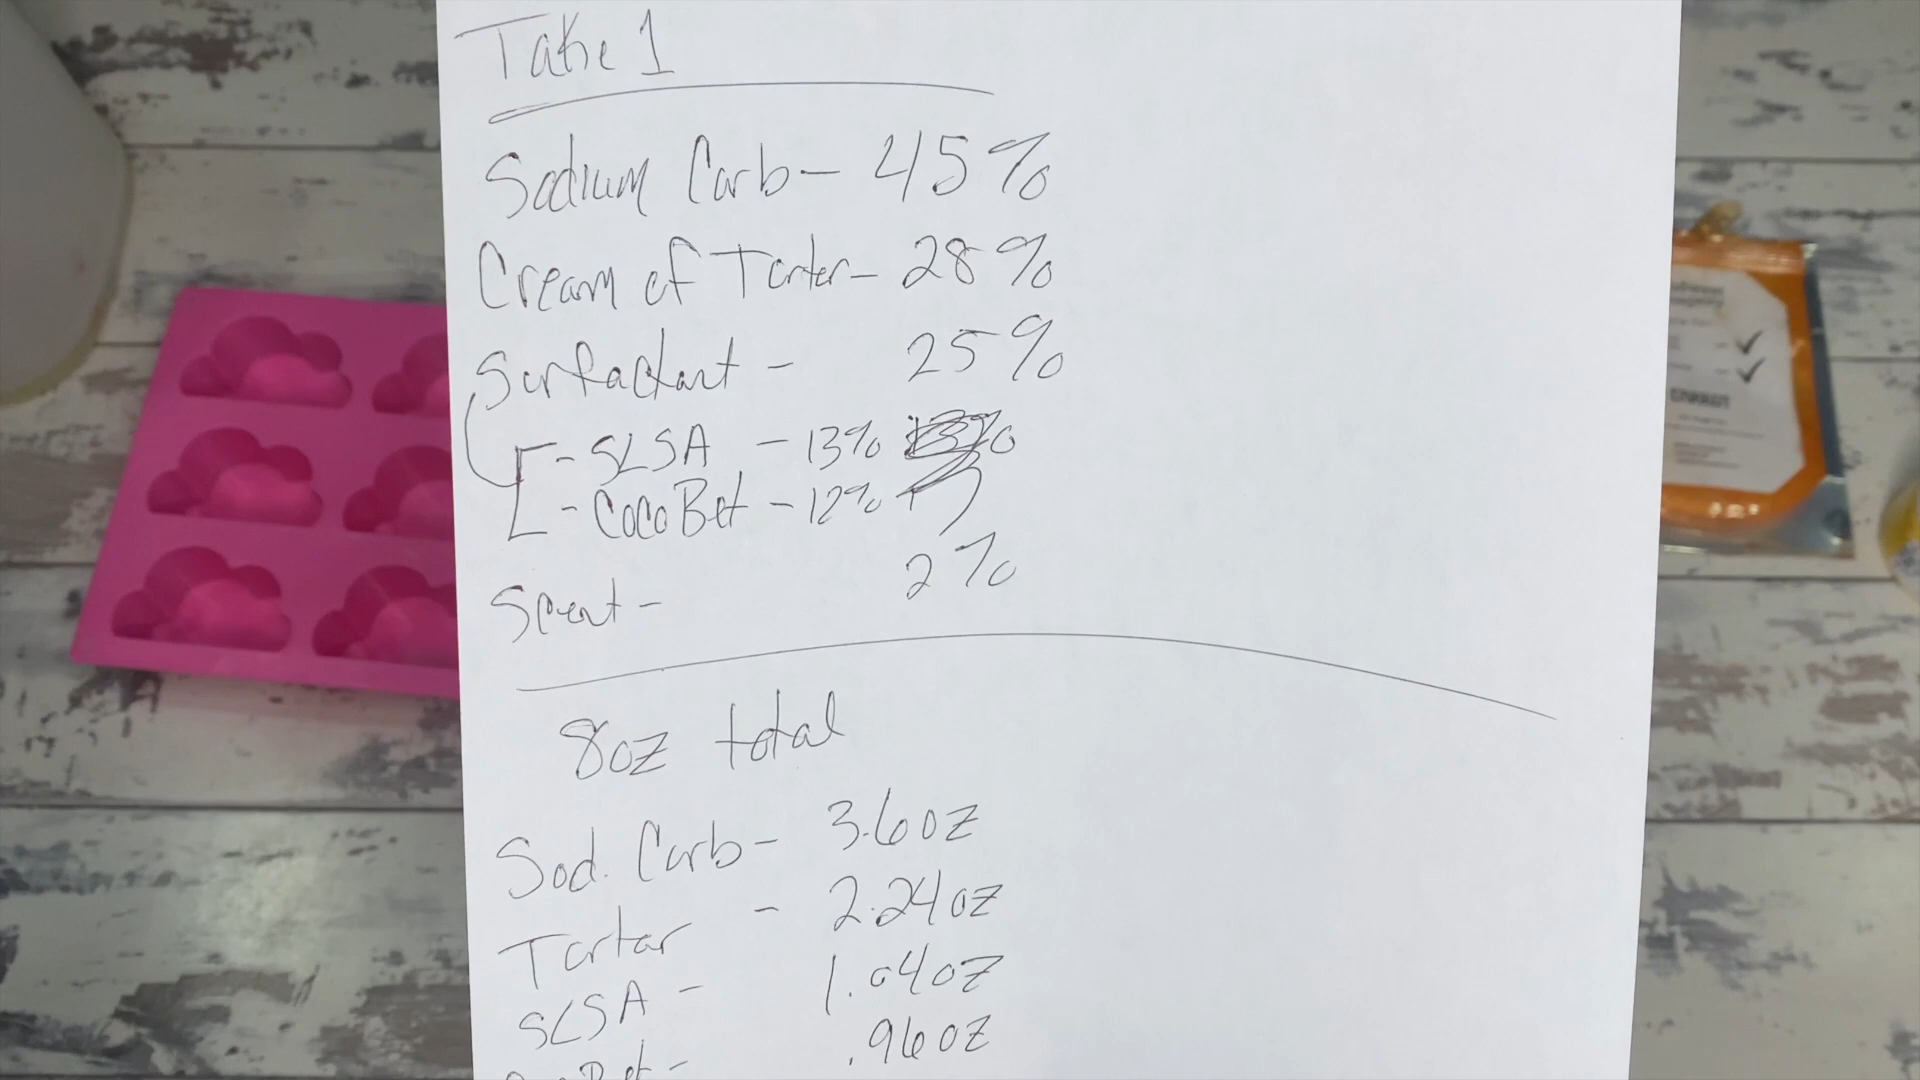 Take 1
Sodium Carb - 45%
Cream of Tarter - 28%
Surfactant - 25%
- SLSA - 13%
- CocoBet - 12%
Scent - 2%
8oz total
Sod. Carb - 3.6oz
Tartar - 2.24oz
SLSA - 1.04oz
Bet - .96oz